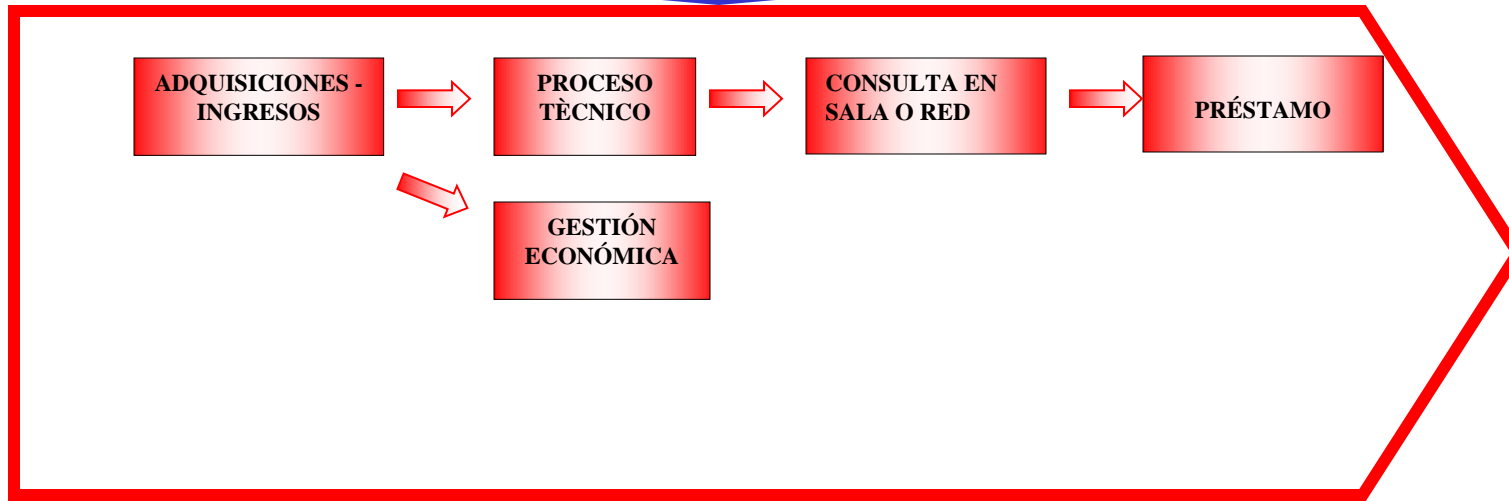 ADQUISICIONES -
INGRESOS
PROCESO
TÈCNICO
CONSULTA EN
SALA O RED
PRÉSTAMO
GESTIÓN
ECONÓMICA